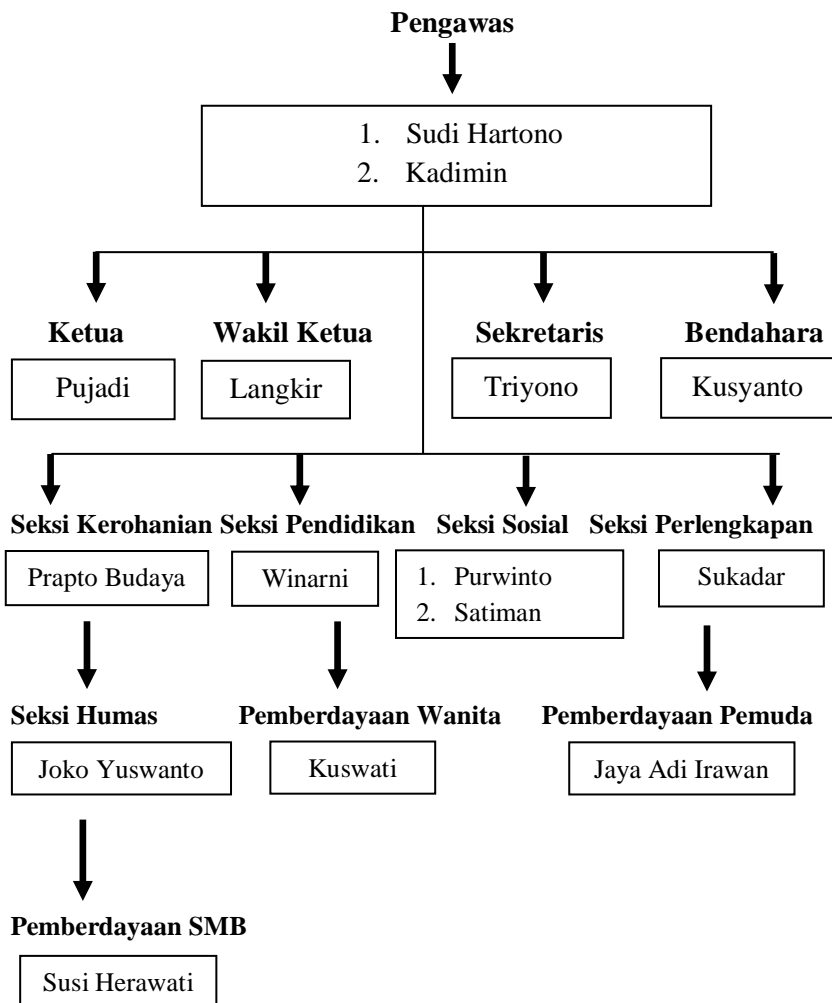 Pengawas
1. Sudi Hartono
2. Kadimin
Ketua Wakil Ketua Sekretaris Bendahara
Pujadi Langkir Triyono Kusyanto
Seksi Kerohanian Seksi Pendidikan Seksi Sosial Seksi Perlengkapan
Prapto Budaya Winarni 1. Purwinto Sukadar
2. Satiman
Seksi Humas Pemberdayaan Wanita Pemberdayaan Pemuda
Joko Yuswanto Kuswati Jaya Adi Irawan
Pemberdayaan SMB
Susi Herawati